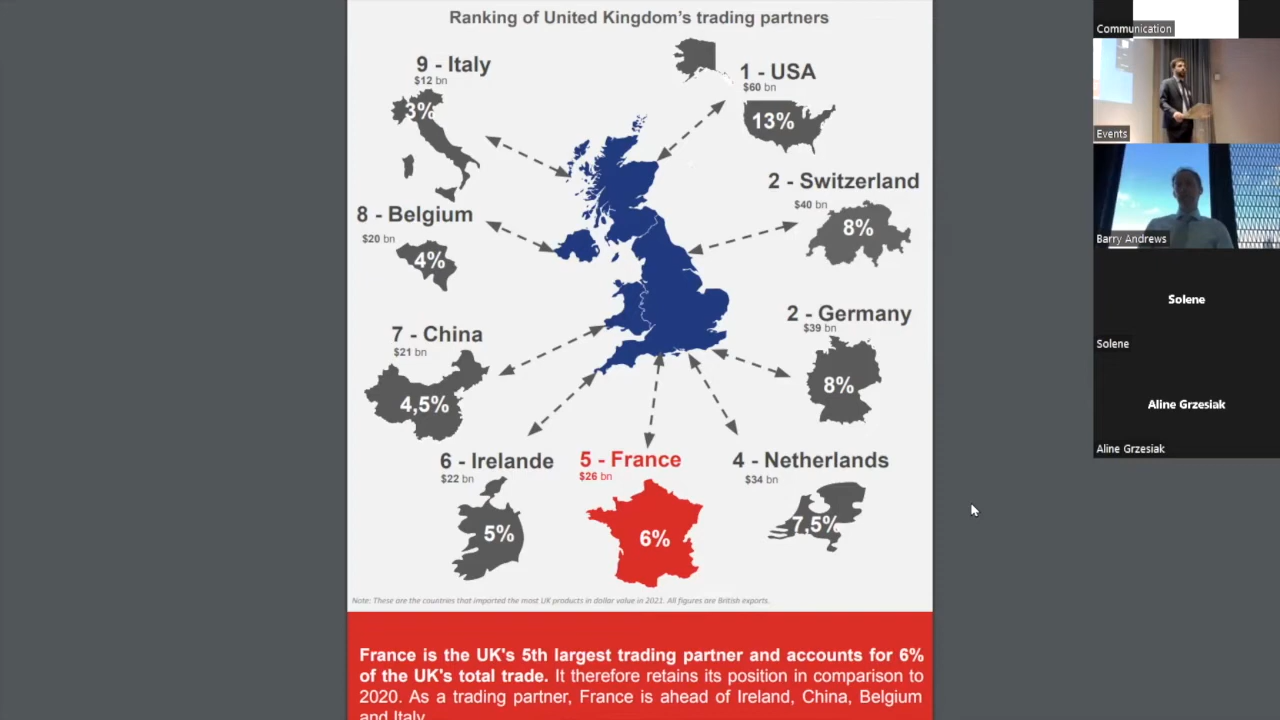 Ranking of United Kingdom's trading partners
9 - Italy
$12 bn
3%
1 - USA
$60 bn
13%
2 - Switzerland
$40 bn
8%
8 - Belgium
$20 bn
4%
2 - Germany
$39 bn
8%
7 - China
$21 bn
4,5%
6 - Irelande
$22 bn
5%
5 - France
$26 bn
6%
4 - Netherlands
$34 bn
7,5%
Note: These are the countries that imported the most UK products in dollar value in 2021. All figures are British exports.
France is the UK's 5th largest trading partner and accounts for 6%
of the UK's total trade. It therefore retains its position in comparison to
2020. As a trading partner, France is ahead of Ireland, China, Belgium
and Italy.
Communication
Events
Barry Andrews
Solene
Solene
Aline Grzesiak
Aline Grzesiak